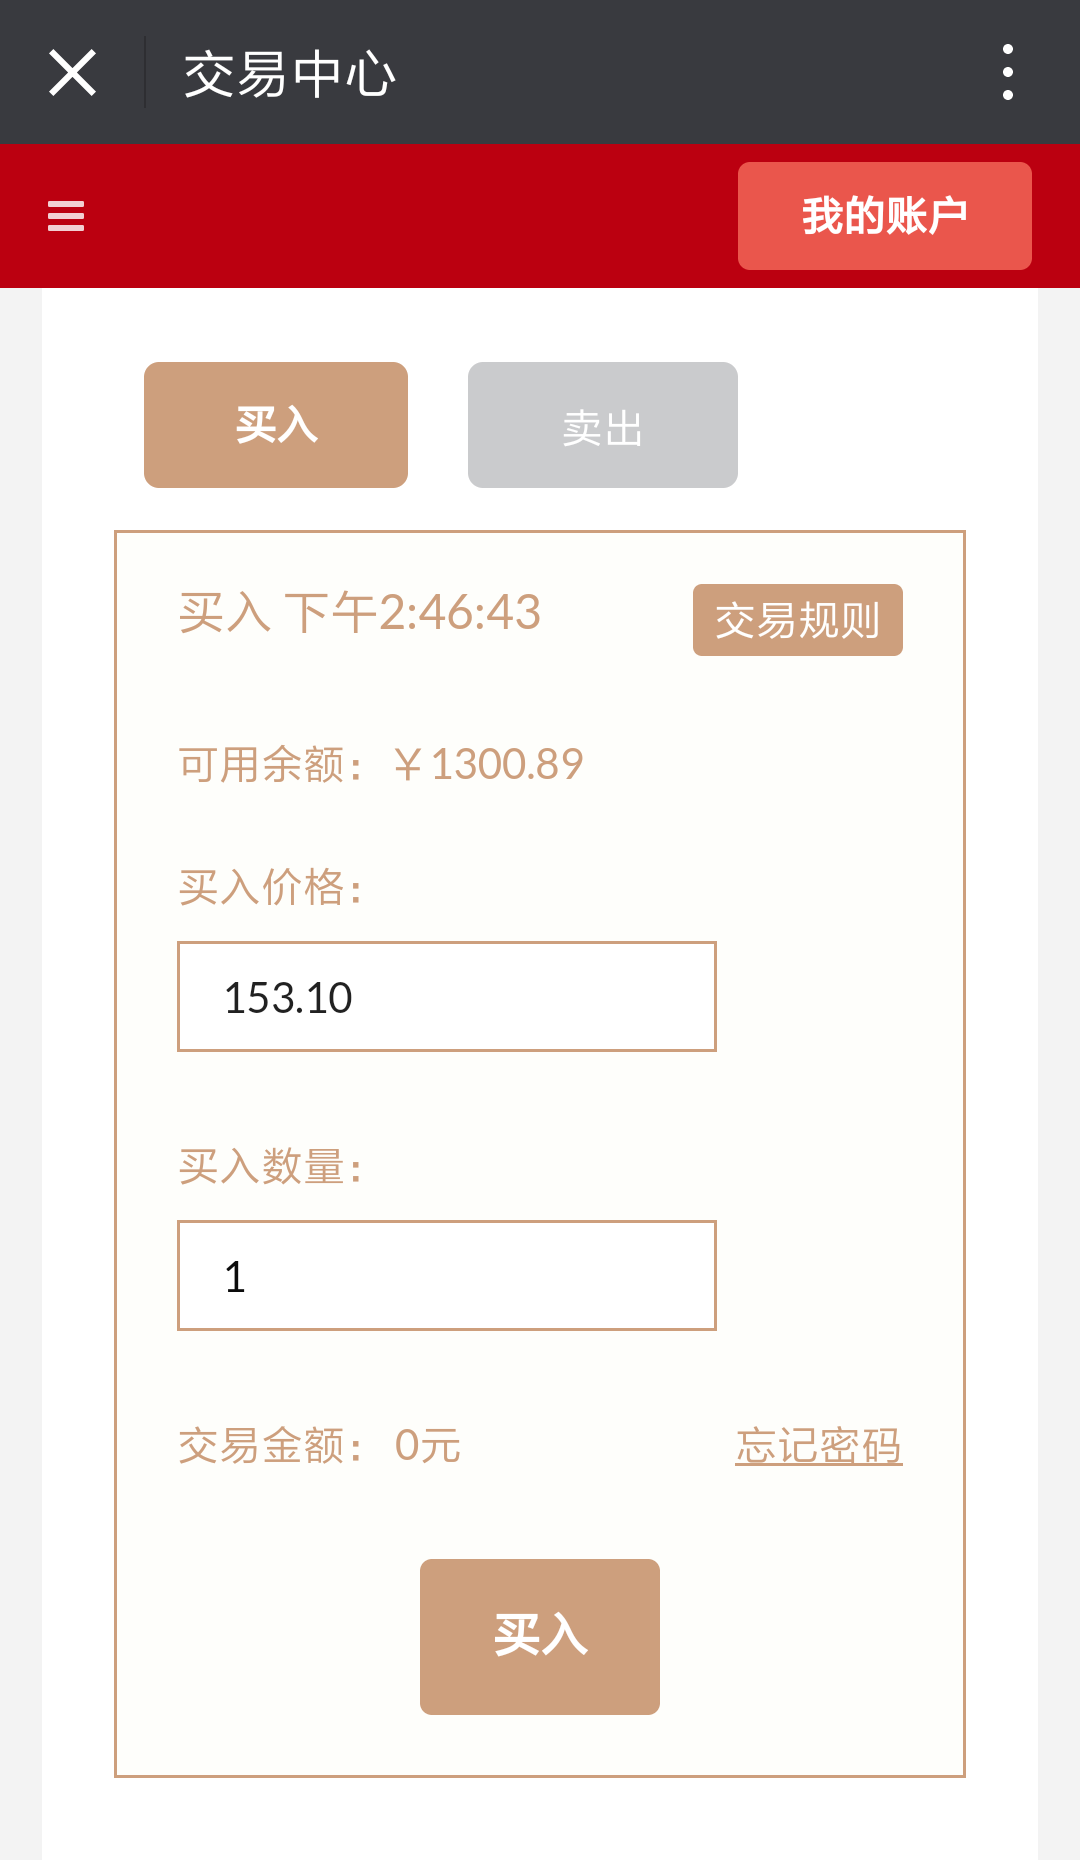 交易中心
我的账户
买入
卖出
买入 下午2:46:43
交易规则
可用余额： ￥1300.89
买入价格：
153.10
买入数量：
1
交易金额： 0元
忘记密码
买入